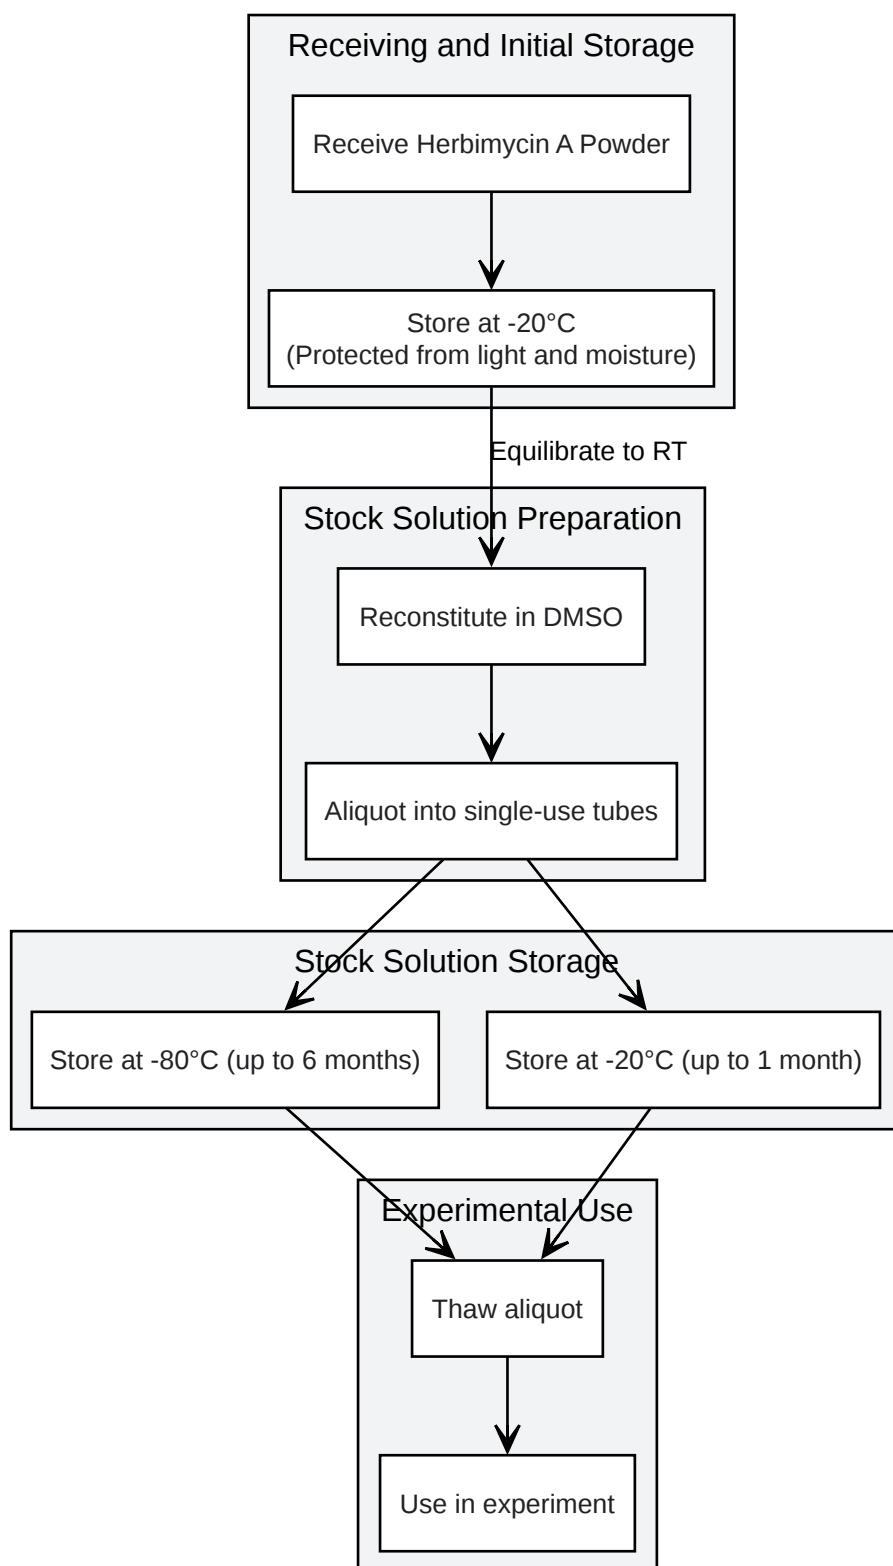 Receiving and Initial Storage
Receive Herbimycin A Powder
Store at -20°C
(Protected from light and moisture)
Equilibrate to RT
Stock Solution Preparation
Reconstitute in DMSO
Aliquot into single-use tubes
Stock Solution Storage
Store at -80°C (up to 6 months)
Store at -20°C (up to 1 month)
Experimental Use
Thaw aliquot
Use in experiment